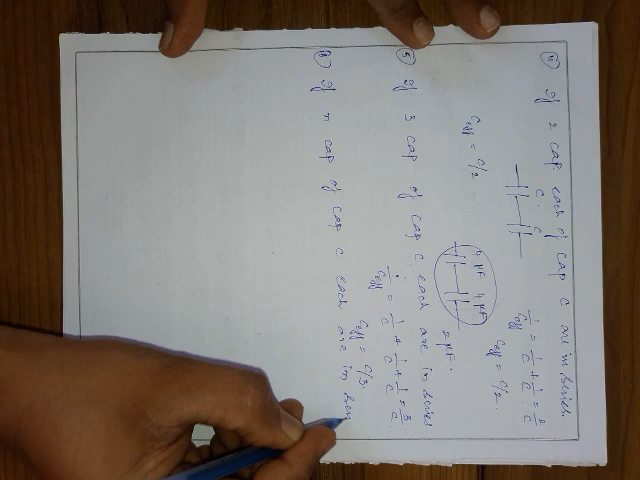 ④ If 2 cap. each of cap C are in series
C C
1/Ceff = 1/C + 1/C = 2/C
Ceff = C/2.
Ceff = C/2
4 μF 4 μF
2 μF.
⑤ If 3 cap of cap C each are in series
1/Ceff = 1/C + 1/C + 1/C = 3/C.
Ceff = C/3.
⑥ If n cap of cap C each are in ser